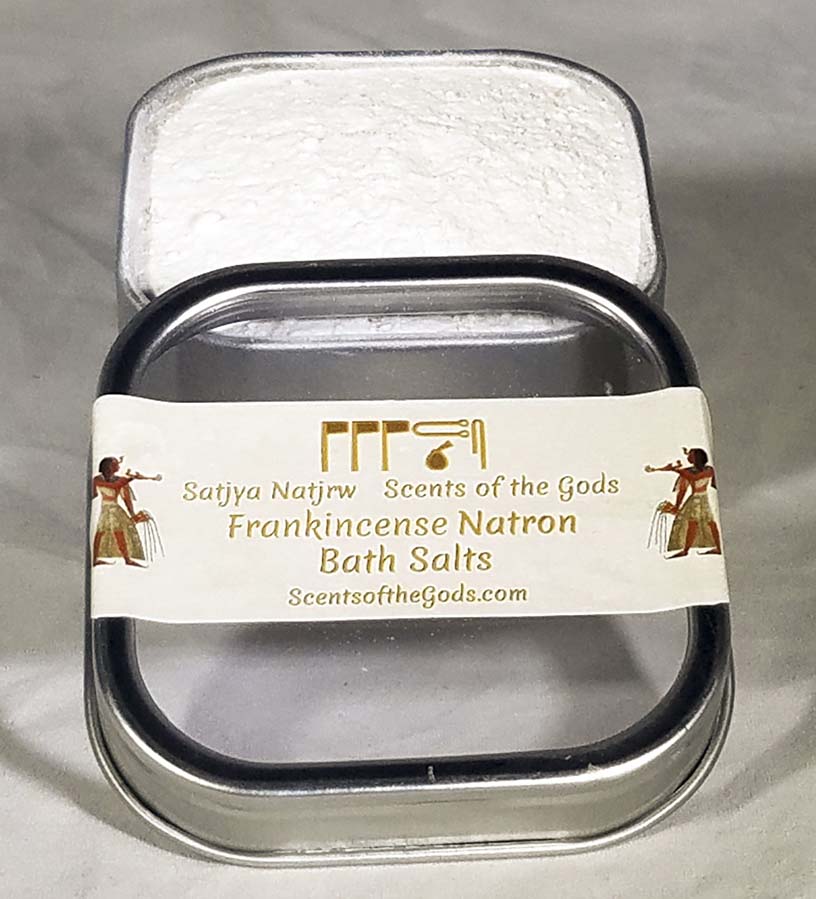 Satjya Natjrw Scents of the Gods
Frankincense Natron
Bath Salts
ScentsoftheGods.com